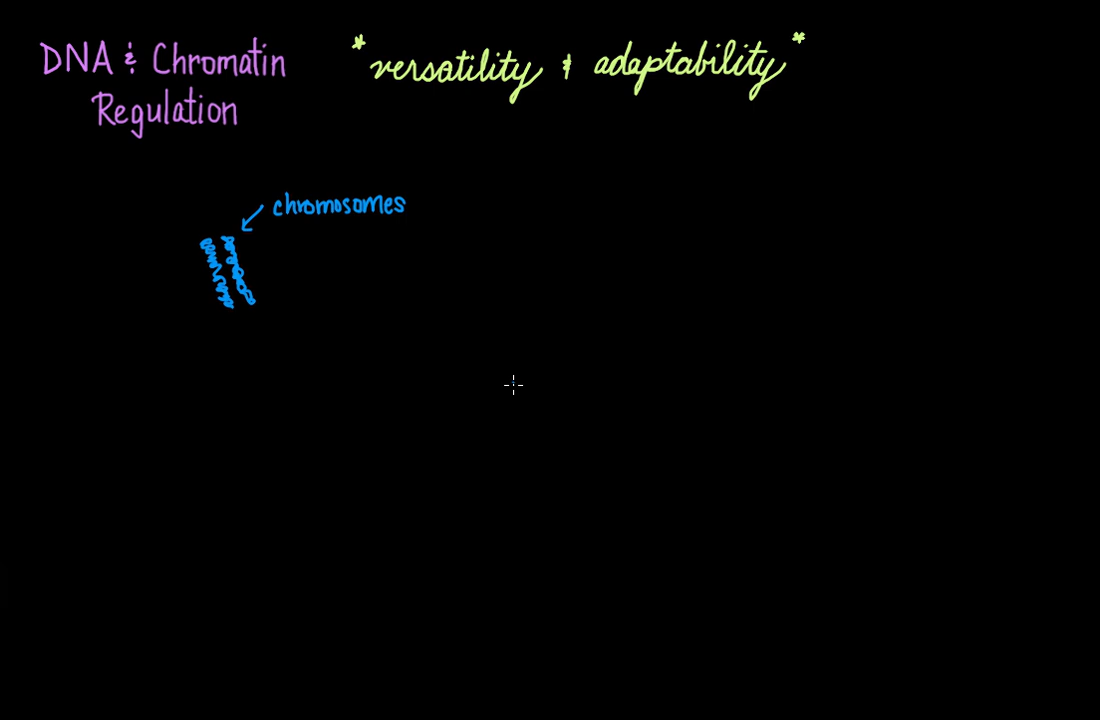 DNA & Chromatin
Regulation
*versatility & adaptability*
chromosomes